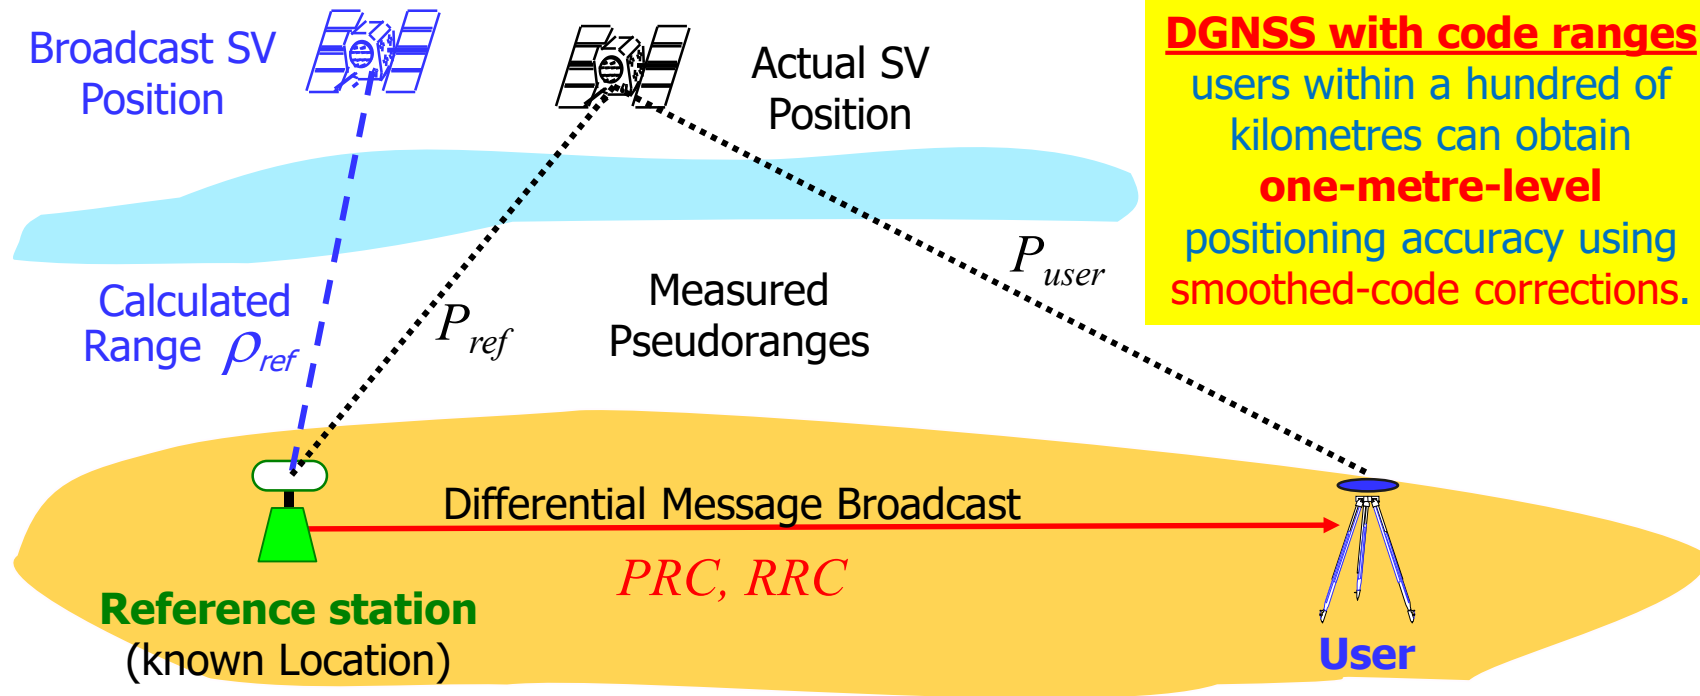 Broadcast SV
Position
Actual SV
Position
DGNSS with code ranges
users within a hundred of
kilometres can obtain
one-metre-level
positioning accuracy using
smoothed-code corrections.
Calculated
Range ρref
Pref
Measured
Pseudoranges
Puser
Differential Message Broadcast
PRC, RRC
Reference station
(known Location)
User